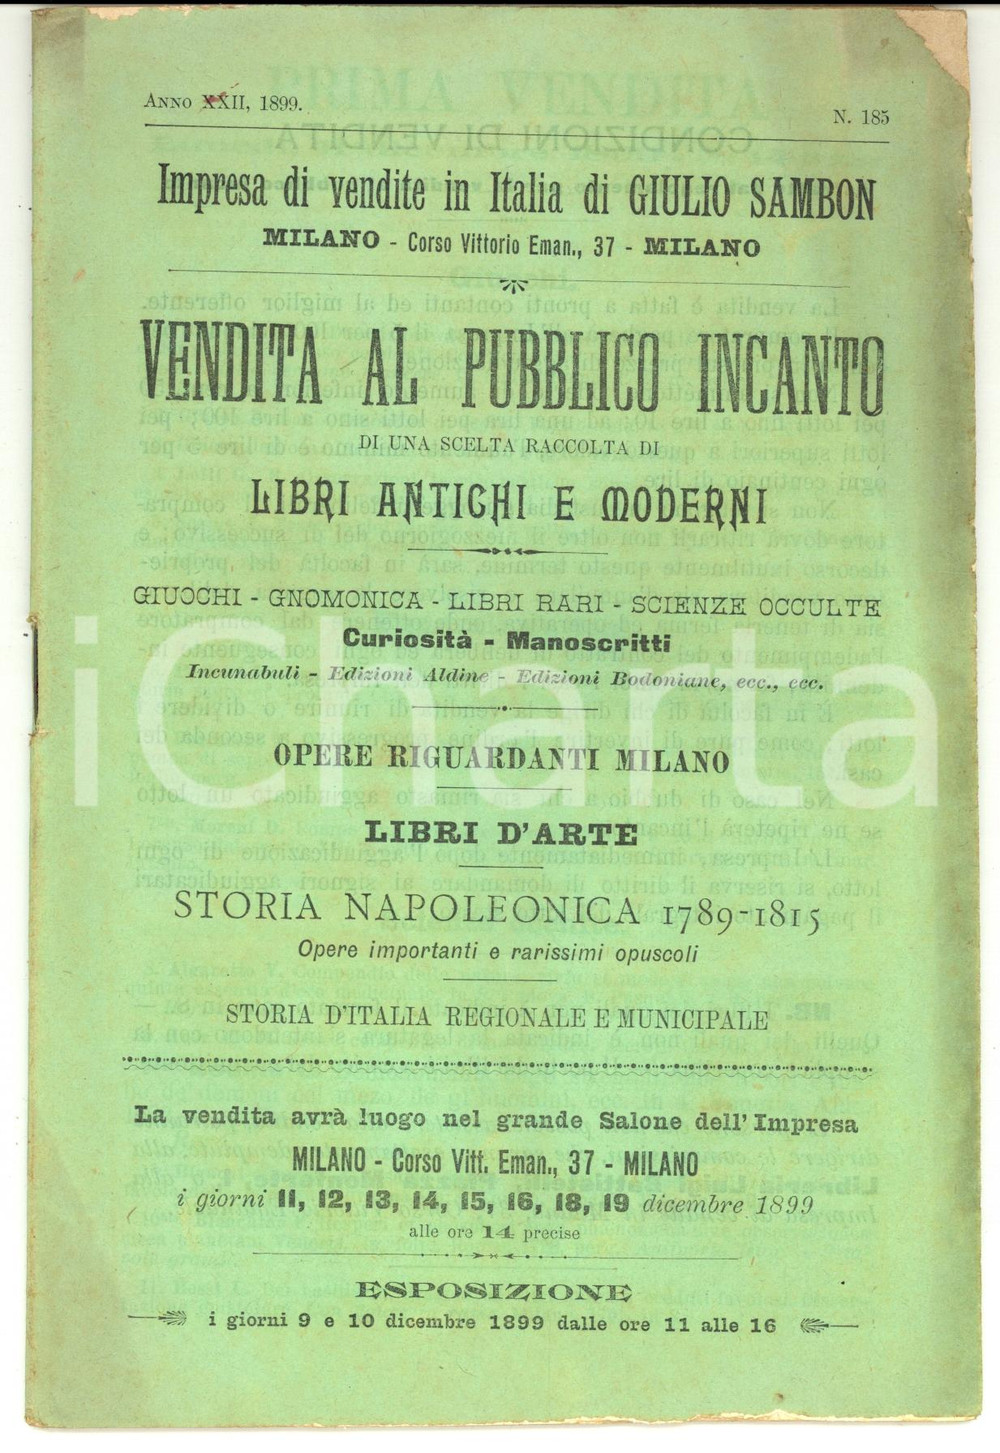 Anno XXII, 1899.
N. 185
Impresa di vendite in Italia di GIULIO SAMBON
MILANO - Corso Vittorio Eman., 37 - MILANO
VENDITA AL PUBBLICO INCANTO
DI UNA SCELTA RACCOLTA DI
LIBRI ANTICHI E MODERNI
GIUOCHI - GNOMONICA - LIBRI RARI - SCIENZE OCCULTE
Curiosità - Manoscritti
Incunabuli - Edizioni Aldine - Edizioni Bodoniane, ecc., ecc.
OPERE RIGUARDANTI MILANO
LIBRI D'ARTE
STORIA NAPOLEONICA 1789-1815
Opere importanti e rarissimi opuscoli
STORIA D'ITALIA REGIONALE E MUNICIPALE
La vendita avrà luogo nel grande Salone dell'Impresa
MILANO - Corso Vitt. Eman., 37 - MILANO
i giorni 11, 12, 13, 14, 15, 16, 18, 19 dicembre 1899
alle ore 14 precise
ESPOSIZIONE
i giorni 9 e 10 dicembre 1899 dalle ore 11 alle 16
iCharta